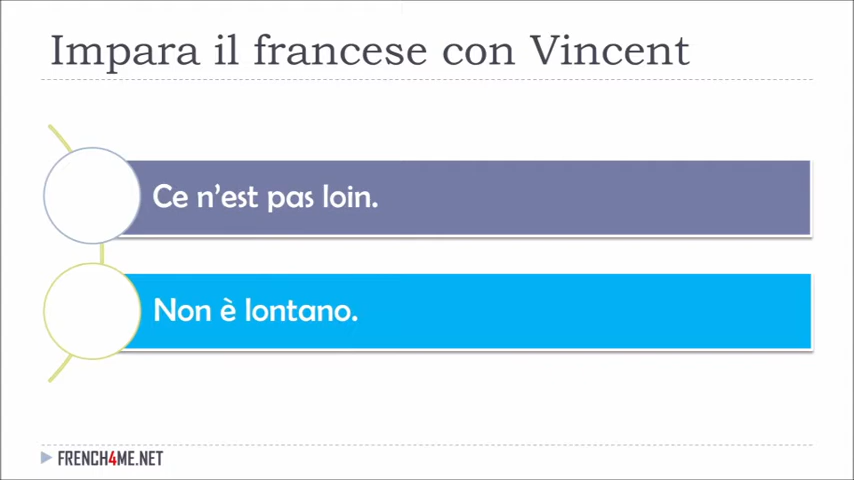 Impara il francese con Vincent
Ce n’est pas loin.
Non è lontano.
FRENCH4ME.NET